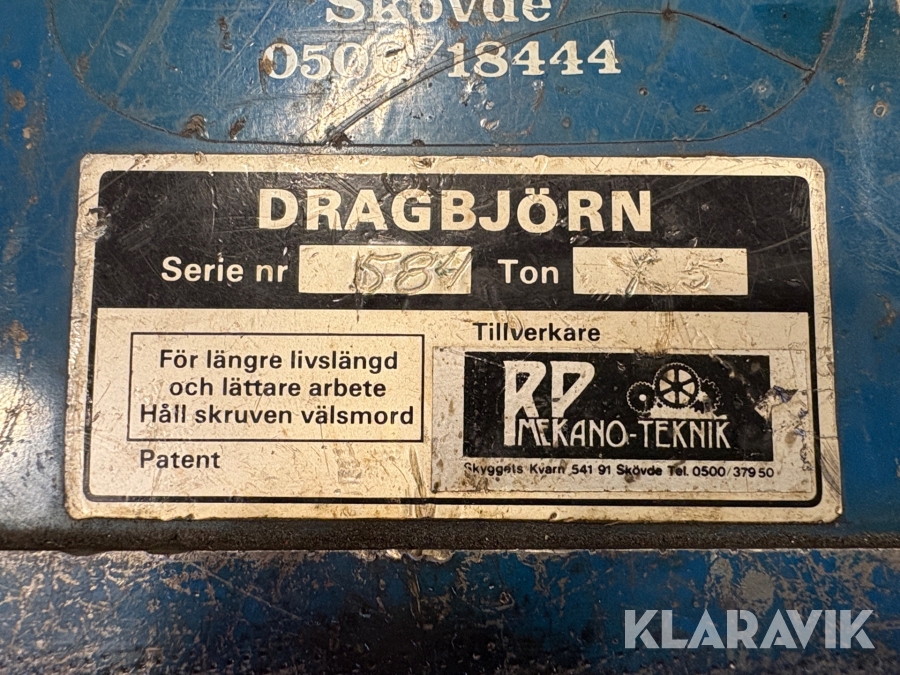 Skövde
0500/18444
DRAGBJÖRN
Serie nr 584 Ton
För längre livslängd
och lättare arbete
Håll skruven välsmord
Patent
Tillverkare
RP
MEKANO-TEKNIK
Skyggets Kvarn 541 91 Skövde Tel. 0500 379 50
KLARAVIK